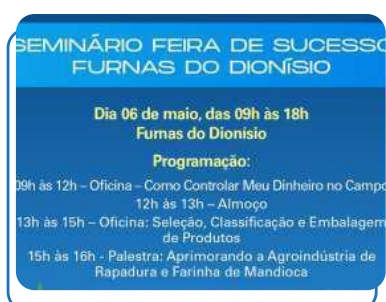 SEMINÁRIO FEIRA DE SUCESSO
FURNAS DO DIONÍSIO
Dia 06 de maio, das 09h às 18h
Furnas do Dionísio
Programação:
09h às 12h – Oficina – Como Controlar Meu Dinheiro no Campo
12h às 13h – Almoço
13h às 15h – Oficina: Seleção, Classificação e Embalagem
de Produtos
15h às 16h - Palestra: Aprimorando a Agroindústria de
Rapadura e Farinha de Mandioca